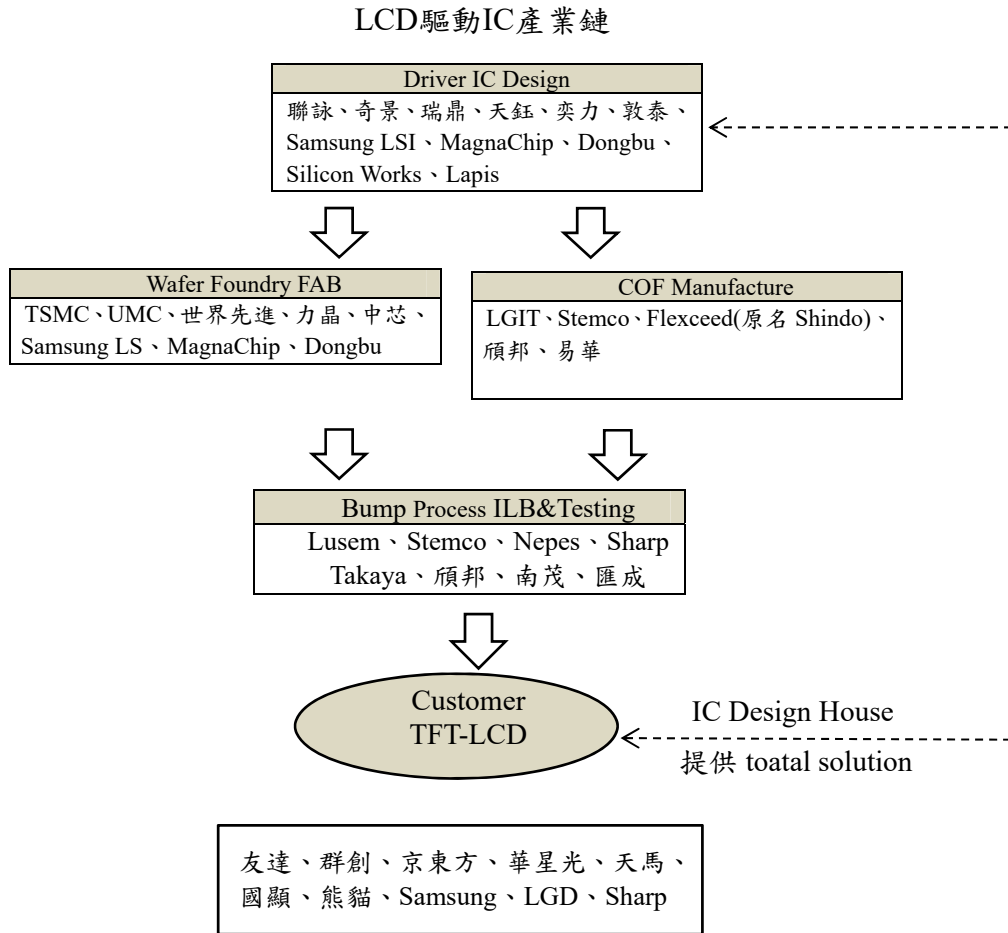 LCD驅動IC產業鏈
Driver IC Design
聯詠、奇景、瑞鼎、天鈺、奕力、敦泰、
Samsung LSI、MagnaChip、Dongbu、
Silicon Works、Lapis
Wafer Foundry FAB
TSMC、UMC、世界先進、力晶、中芯、
Samsung LS、MagnaChip、Dongbu
COF Manufacture
LGIT、Stemco、Flexceed(原名 Shindo)、
頎邦、易華
Bump Process ILB&Testing
Lusem、Stemco、Nepes、Sharp
Takaya、頎邦、南茂、匯成
Customer
TFT-LCD
IC Design House
提供 toatal solution
友達、群創、京東方、華星光、天馬、
國顯、熊貓、Samsung、LGD、Sharp